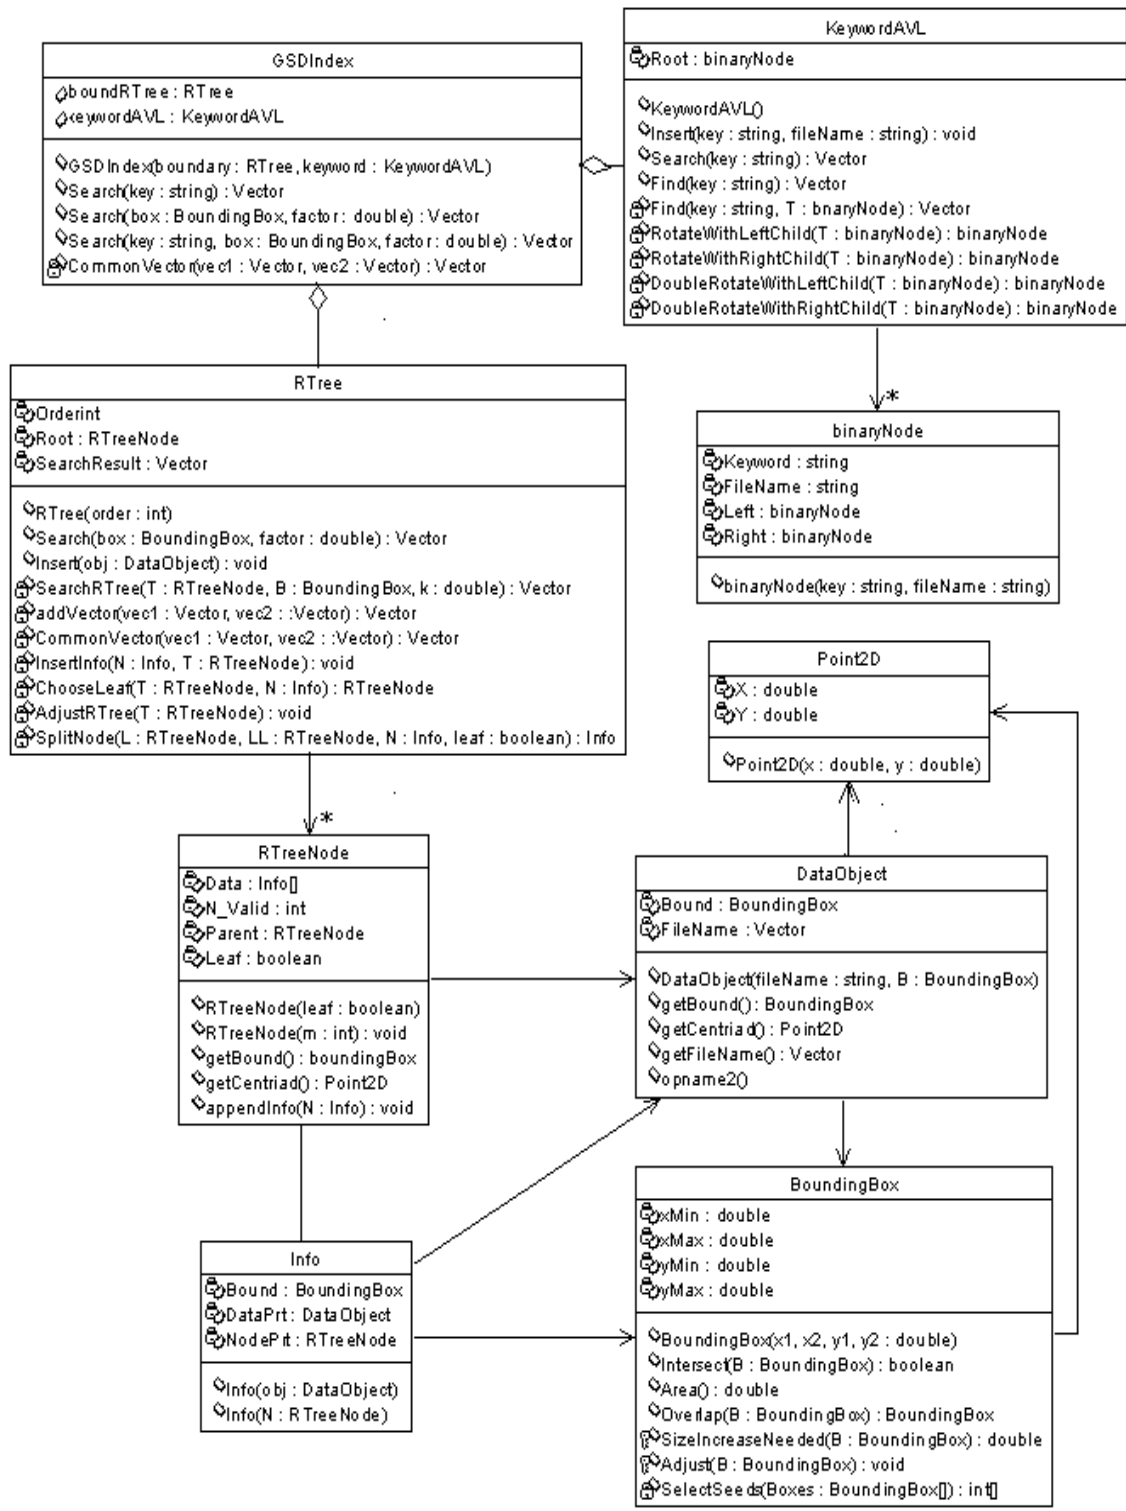 GSDIndex
boundRTree : RTree
keywordAVL : KeywordAVL
GSDIndex(boundary : RTree, keyword : KeywordAVL)
Search(key : string) : Vector
Search(box : BoundingBox, factor : double) : Vector
Search(key : string, box : BoundingBox, factor : double) : Vector
CommonVector(vec1 : Vector, vec2 : Vector) : Vector
KeywordAVL
Root : binaryNode
KeywordAVL()
Insert(key : string, fileName : string) : void
Search(key : string) : Vector
Find(key : string) : Vector
Find(key : string, T : bnaryNode) : Vector
RotateWithLeftChild(T : binaryNode) : binaryNode
RotateWithRightChild(T : binaryNode) : binaryNode
DoubleRotateWithLeftChild(T : binaryNode) : binaryNode
DoubleRotateWithRightChild(T : binaryNode) : binaryNode
RTree
Orderint
Root : RTreeNode
SearchResult : Vector
RTree(order : int)
Search(box : BoundingBox, factor : double) : Vector
Insert(obj : DataObject) : void
SearchRTree(T : RTreeNode, B : BoundingBox, k : double) : Vector
addVector(vec1 : Vector, vec2 : :Vector) : Vector
CommonVector(vec1 : Vector, vec2 : :Vector) : Vector
InsertInfo(N : Info, T : RTreeNode) : void
ChooseLeaf(T : RTreeNode, N : Info) : RTreeNode
AdjustRTree(T : RTreeNode) : void
SplitNode(L : RTreeNode, LL : RTreeNode, N : Info, leaf : boolean) : Info
*
binaryNode
Keyword : string
FileName : string
Left : binaryNode
Right : binaryNode
binaryNode(key : string, fileName : string)
Point2D
X : double
Y : double
Point2D(x : double, y : double)
*
RTreeNode
Data : Info[]
N_Valid : int
Parent : RTreeNode
Leaf : boolean
RTreeNode(leaf : boolean)
RTreeNode(m : int) : void
getBound() : boundingBox
getCentriad() : Point2D
appendInfo(N : Info) : void
DataObject
Bound : BoundingBox
FileName : Vector
DataObject(fileName : string, B : BoundingBox)
getBound() : BoundingBox
getCentriad() : Point2D
getFileName() : Vector
opname2()
Info
Bound : BoundingBox
DataPrt : DataObject
NodePrt : RTreeNode
Info(obj : DataObject)
Info(N : RTreeNode)
BoundingBox
xMin : double
xMax : double
yMin : double
yMax : double
BoundingBox(x1, x2, y1, y2 : double)
Intersect(B : BoundingBox) : boolean
Area() : double
Overlap(B : BoundingBox) : BoundingBox
SizeIncreaseNeeded(B : BoundingBox) : double
Adjust(B : BoundingBox) : void
SelectSeeds(Boxes : BoundingBox[]) : int[]